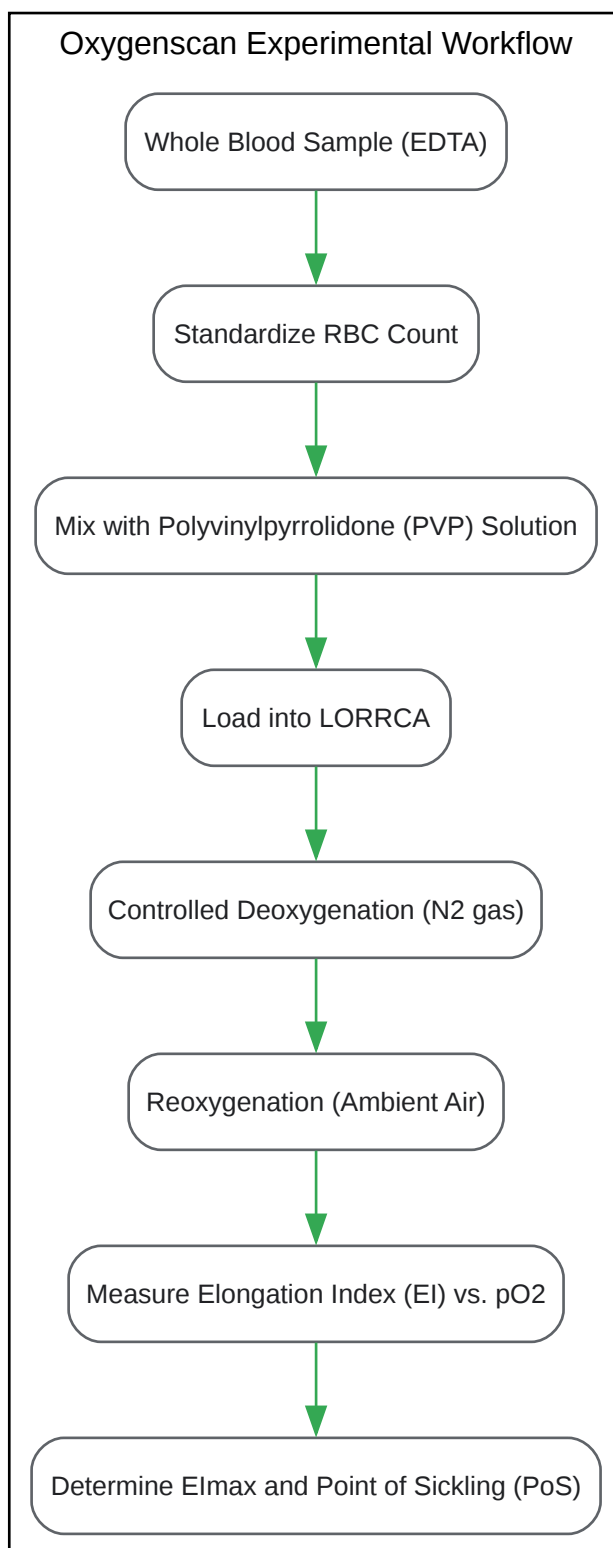 Oxygenscan Experimental Workflow
Whole Blood Sample (EDTA)
Standardize RBC Count
Mix with Polyvinylpyrrolidone (PVP) Solution
Load into LORRCA
Controlled Deoxygenation (N2 gas)
Reoxygenation (Ambient Air)
Measure Elongation Index (EI) vs. pO2
Determine EImax and Point of Sickling (PoS)